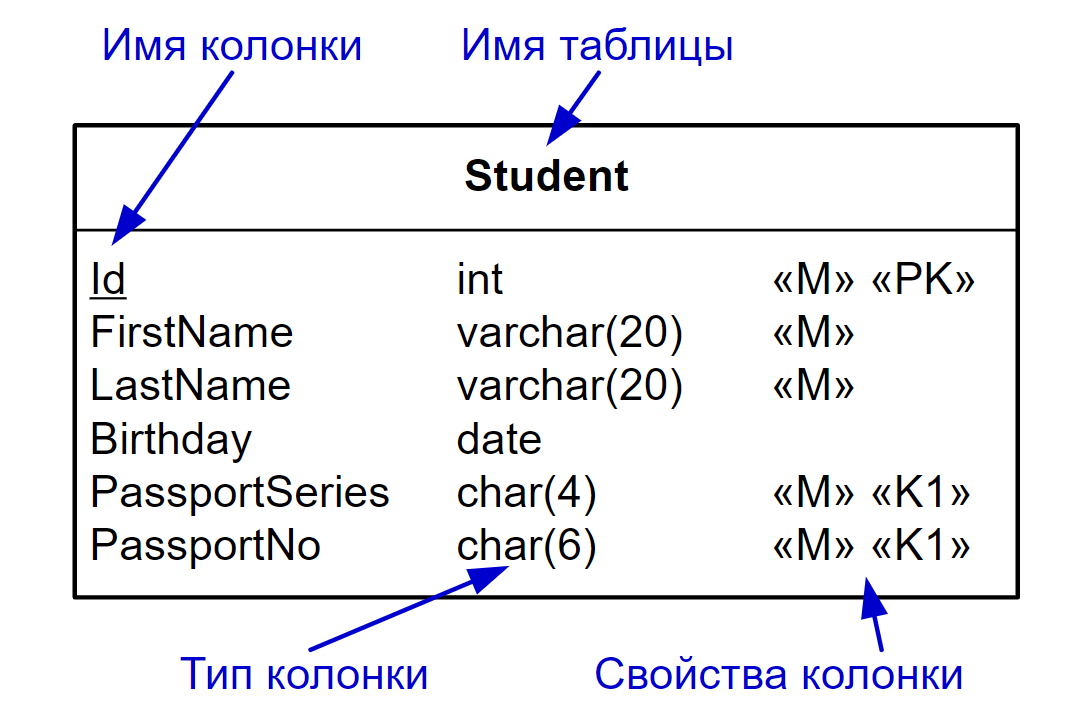 Имя колонки Имя таблицы
Student
Id int «M» «PK»
FirstName varchar(20) «M»
LastName varchar(20) «M»
Birthday date
PassportSeries char(4) «M» «K1»
PassportNo char(6) «M» «K1»
Тип колонки Свойства колонки